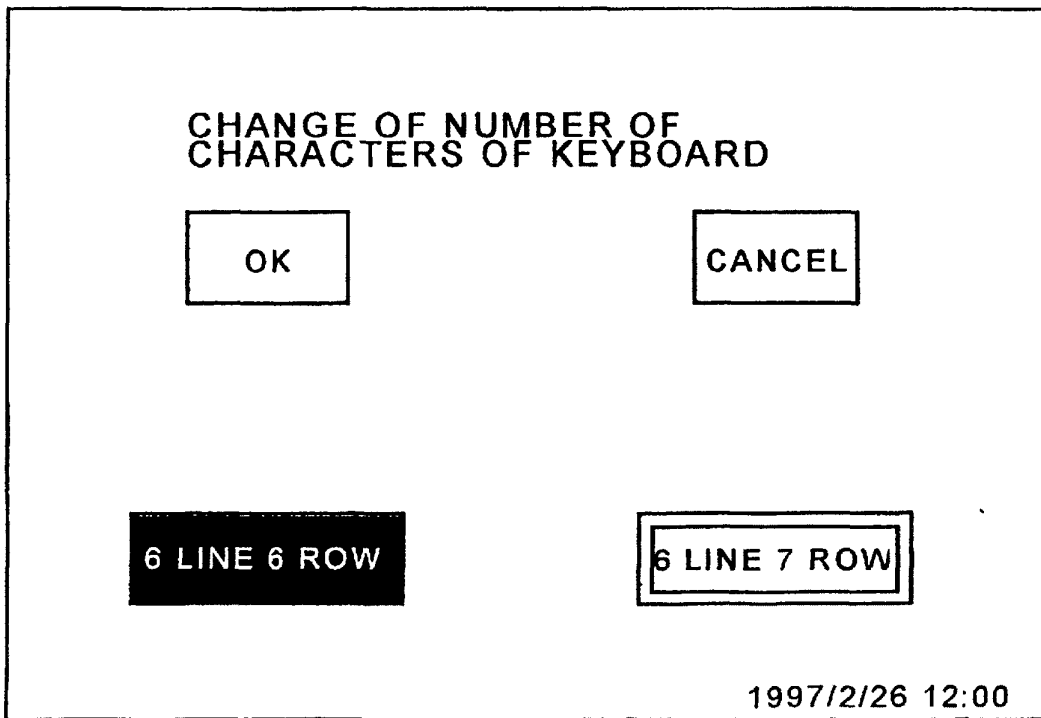 CHANGE OF NUMBER OF
CHARACTERS OF KEYBOARD
OK
CANCEL
6 LINE 6 ROW
6 LINE 7 ROW
1997/2/26 12:00